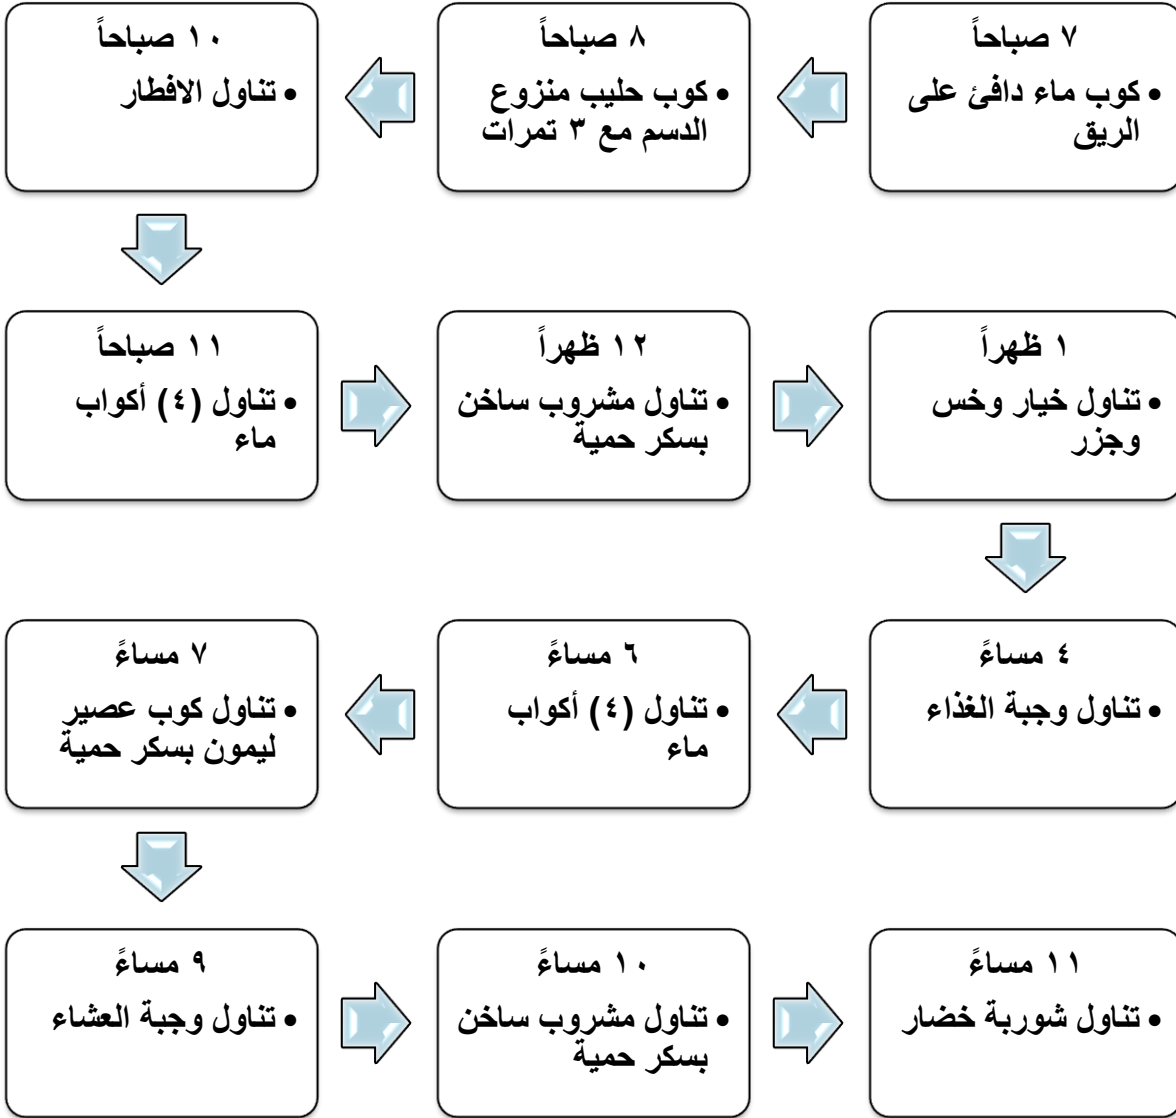 ٧ صباحاً
• كوب ماء دافئ على
الريق
٨ صباحاً
• كوب حليب منزوع
الدسم مع ٣ تمرات
١٠ صباحاً
• تناول الافطار
١١ صباحاً
• تناول (٤) أكواب
ماء
١٢ ظهراً
• تناول مشروب ساخن
بسكر حمية
١ ظهراً
• تناول خيار وخس
وجزر
٤ مساءً
• تناول وجبة الغذاء
٦ مساءً
• تناول (٤) أكواب
ماء
٧ مساءً
• تناول كوب عصير
ليمون بسكر حمية
٩ مساءً
• تناول وجبة العشاء
١٠ مساءً
• تناول مشروب ساخن
بسكر حمية
١١ مساءً
• تناول شوربة خضار